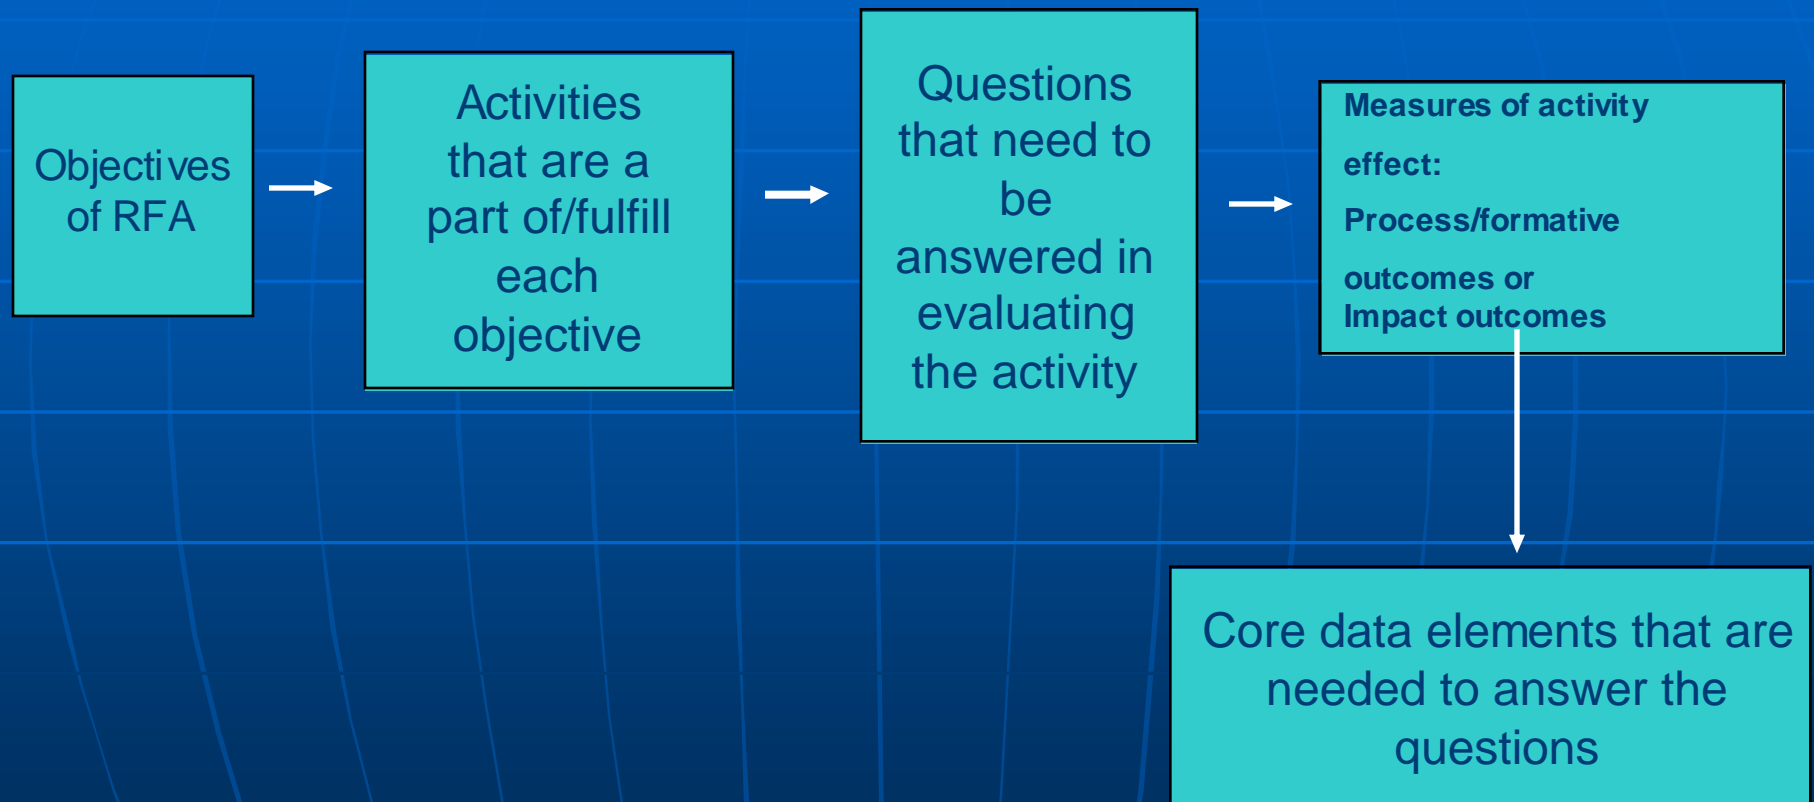 Objectives
of RFA
Activities
that are a
part of/fulfill
each
objective
Questions
that need to
be
answered in
evaluating
the activity
Measures of activity
effect:
Process/formative
outcomes or
Impact outcomes
Core data elements that are
needed to answer the
questions